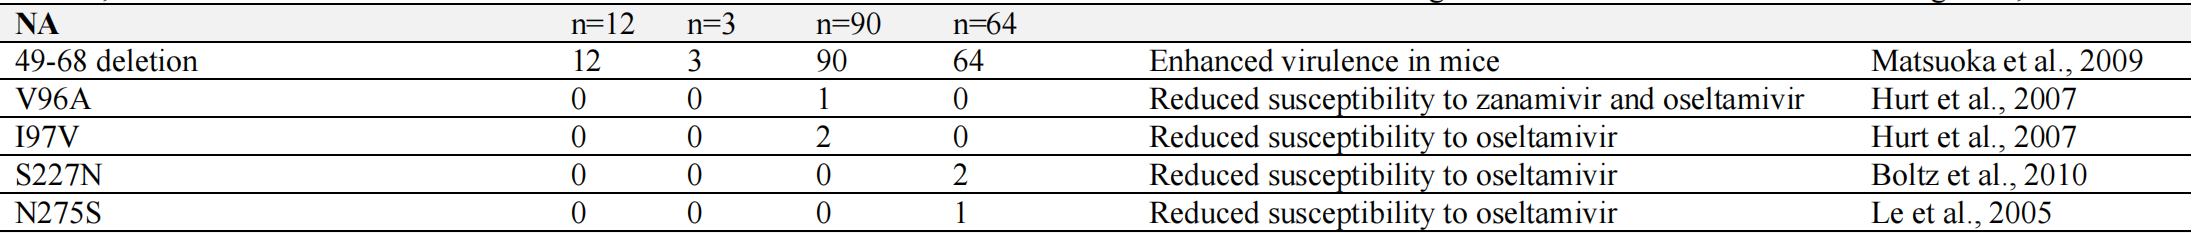 NA n=12 n=3 n=90 n=64
49-68 deletion 12 3 90 64 Enhanced virulence in mice Matsuoka et al., 2009
V96A 0 0 1 0 Reduced susceptibility to zanamivir and oseltamivir Hurt et al., 2007
I97V 0 0 2 0 Reduced susceptibility to oseltamivir Hurt et al., 2007
S227N 0 0 0 2 Reduced susceptibility to oseltamivir Boltz et al., 2010
N275S 0 0 0 1 Reduced susceptibility to oseltamivir Le et al., 2005